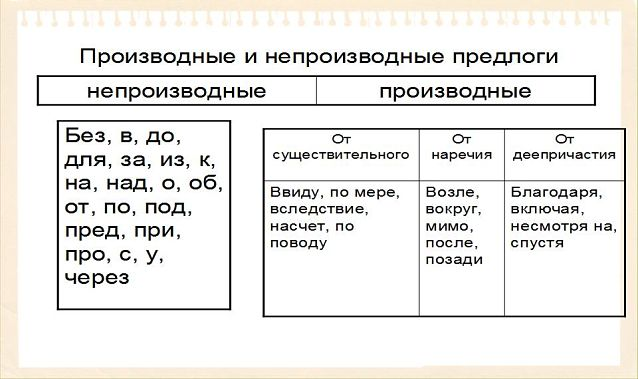 Производные и непроизводные предлоги
непроизводные производные
Без, в, до,
для, за, из, к,
на, над, о, об,
от, по, под,
пред, при,
про, с, у,
через
От
существительного
Ввиду, по мере,
вследствие,
насчет, по
поводу
От
наречия
Возле,
вокруг,
мимо,
после,
позади
От
деепричастия
Благодаря,
включая,
несмотря на,
спустя